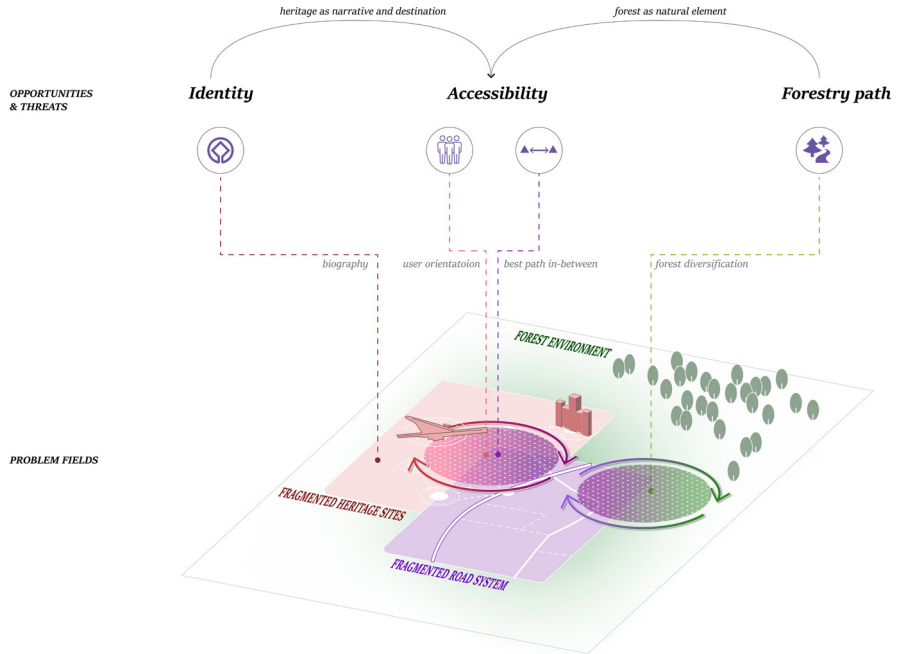 heritage as narrative and destination
forest as natural element
OPPORTUNITIES
& THREATS
Identity
Accessibility
Forestry path
biography
user orientatoion
best path in-between
forest diversification
FOREST ENVIRONMENT
PROBLEM FIELDS
FRAGMENTED HERITAGE SITES
FRAGMENTED ROAD SYSTEM